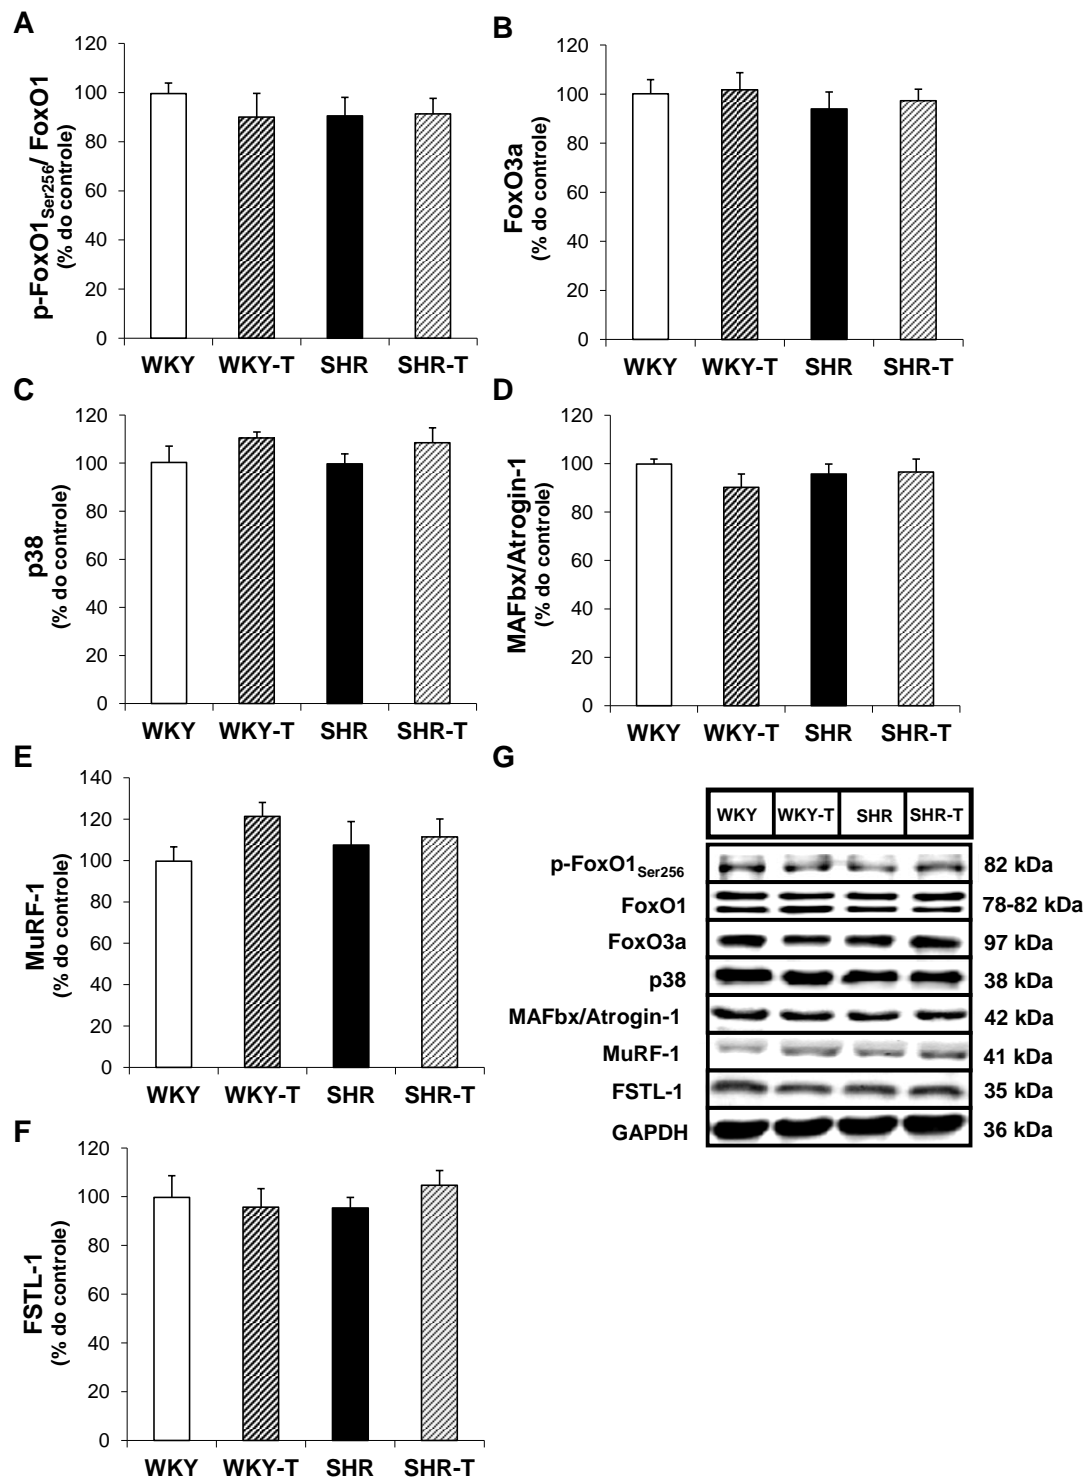 A
p-FoxO1Ser256/ FoxO1
(% do controle)
120
100
80
60
40
20
0
WKY WKY-T SHR SHR-T
B
FoxO3a
(% do controle)
120
100
80
60
40
20
0
WKY WKY-T SHR SHR-T
C
p38
(% do controle)
120
100
80
60
40
20
0
WKY WKY-T SHR SHR-T
D
MAFbx/Atrogin-1
(% do controle)
120
100
80
60
40
20
0
WKY WKY-T SHR SHR-T
E
MuRF-1
(% do controle)
140
120
100
80
60
40
20
0
WKY WKY-T SHR SHR-T
F
FSTL-1
(% do controle)
120
100
80
60
40
20
0
WKY WKY-T SHR SHR-T
G
WKY WKY-T SHR SHR-T
p-FoxO1Ser256 82 kDa
FoxO1 78-82 kDa
FoxO3a 97 kDa
p38 38 kDa
MAFbx/Atrogin-1 42 kDa
MuRF-1 41 kDa
FSTL-1 35 kDa
GAPDH 36 kDa